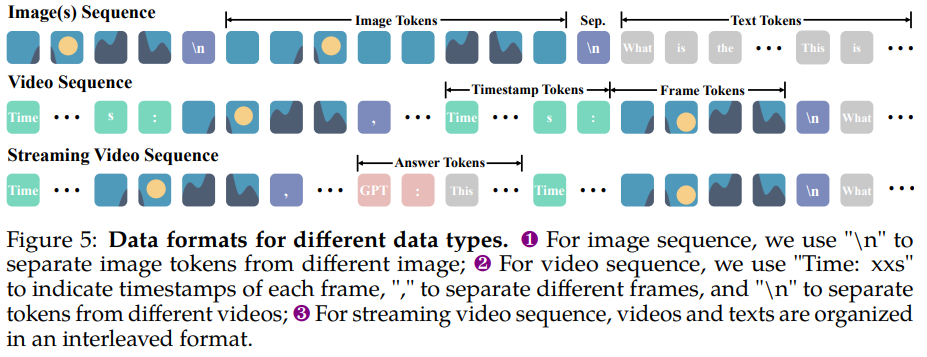 Image(s) Sequence
Image Tokens
Sep.
Text Tokens
\n
\n
What is the ••• This is •••
Video Sequence
Timestamp Tokens
Frame Tokens
Time ••• s : , ••• Time ••• s : \n What •••
Streaming Video Sequence
Answer Tokens
Time ••• , ••• GPT : This ••• Time ••• \n What •••
Figure 5: Data formats for different data types. ❶ For image sequence, we use "\n" to
separate image tokens from different image; ❷ For video sequence, we use "Time: xxs"
to indicate timestamps of each frame, "," to separate different frames, and "\n" to separate
tokens from different videos; ❸ For streaming video sequence, videos and texts are organized
in an interleaved format.